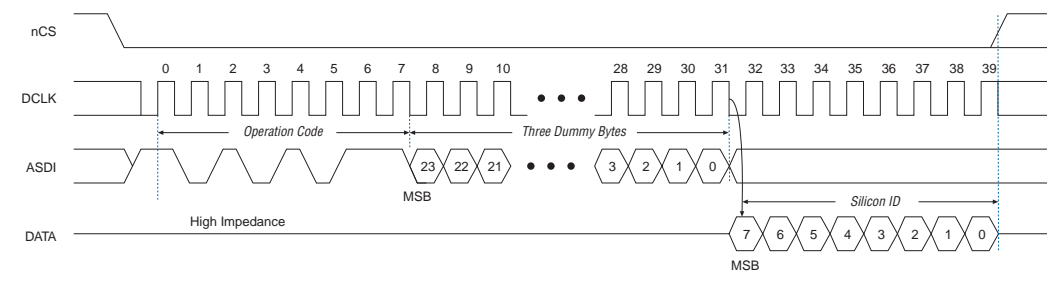 nCS
0 1 2 3 4 5 6 7 8 9 10 28 29 30 31 32 33 34 35 36 37 38 39
DCLK
Operation Code Three Dummy Bytes
ASDI 23 22 21 3 2 1 0
MSB
Silicon ID
High Impedance
DATA 7 6 5 4 3 2 1 0
MSB